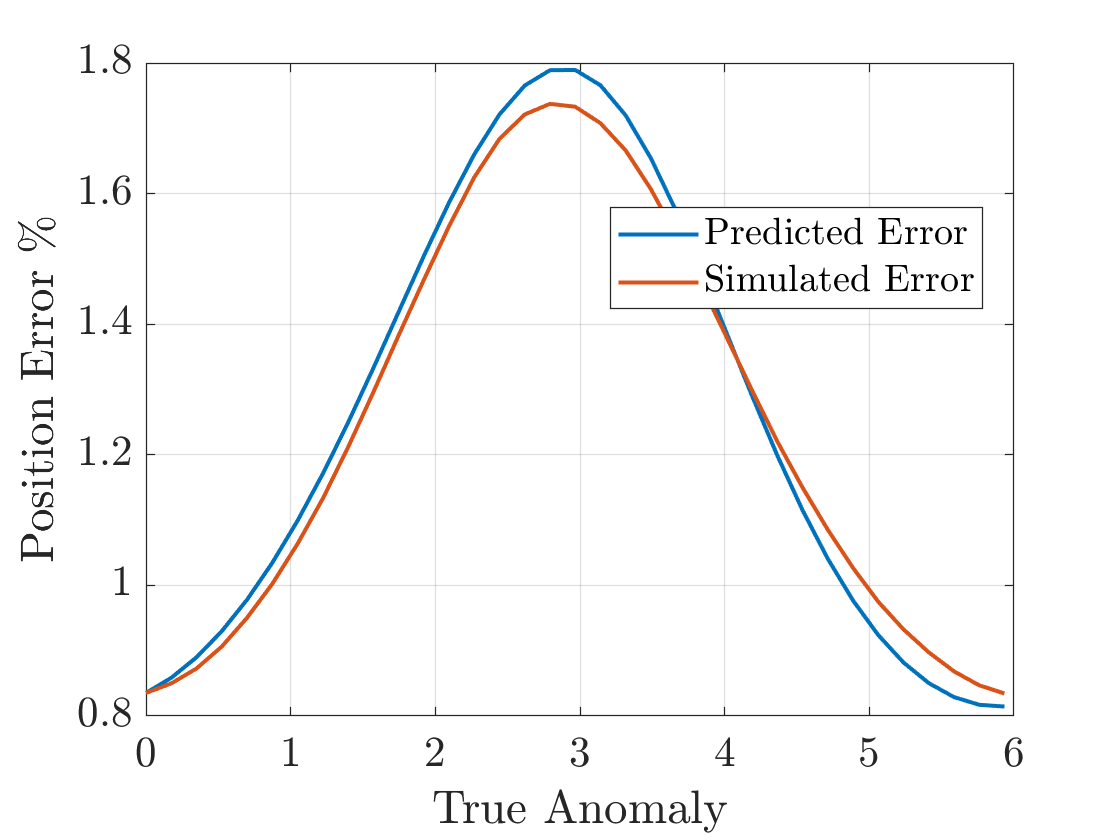 1.8
1.6
1.4
1.2
1
0.8
Position Error %
Predicted Error
Simulated Error
0 1 2 3 4 5 6
True Anomaly